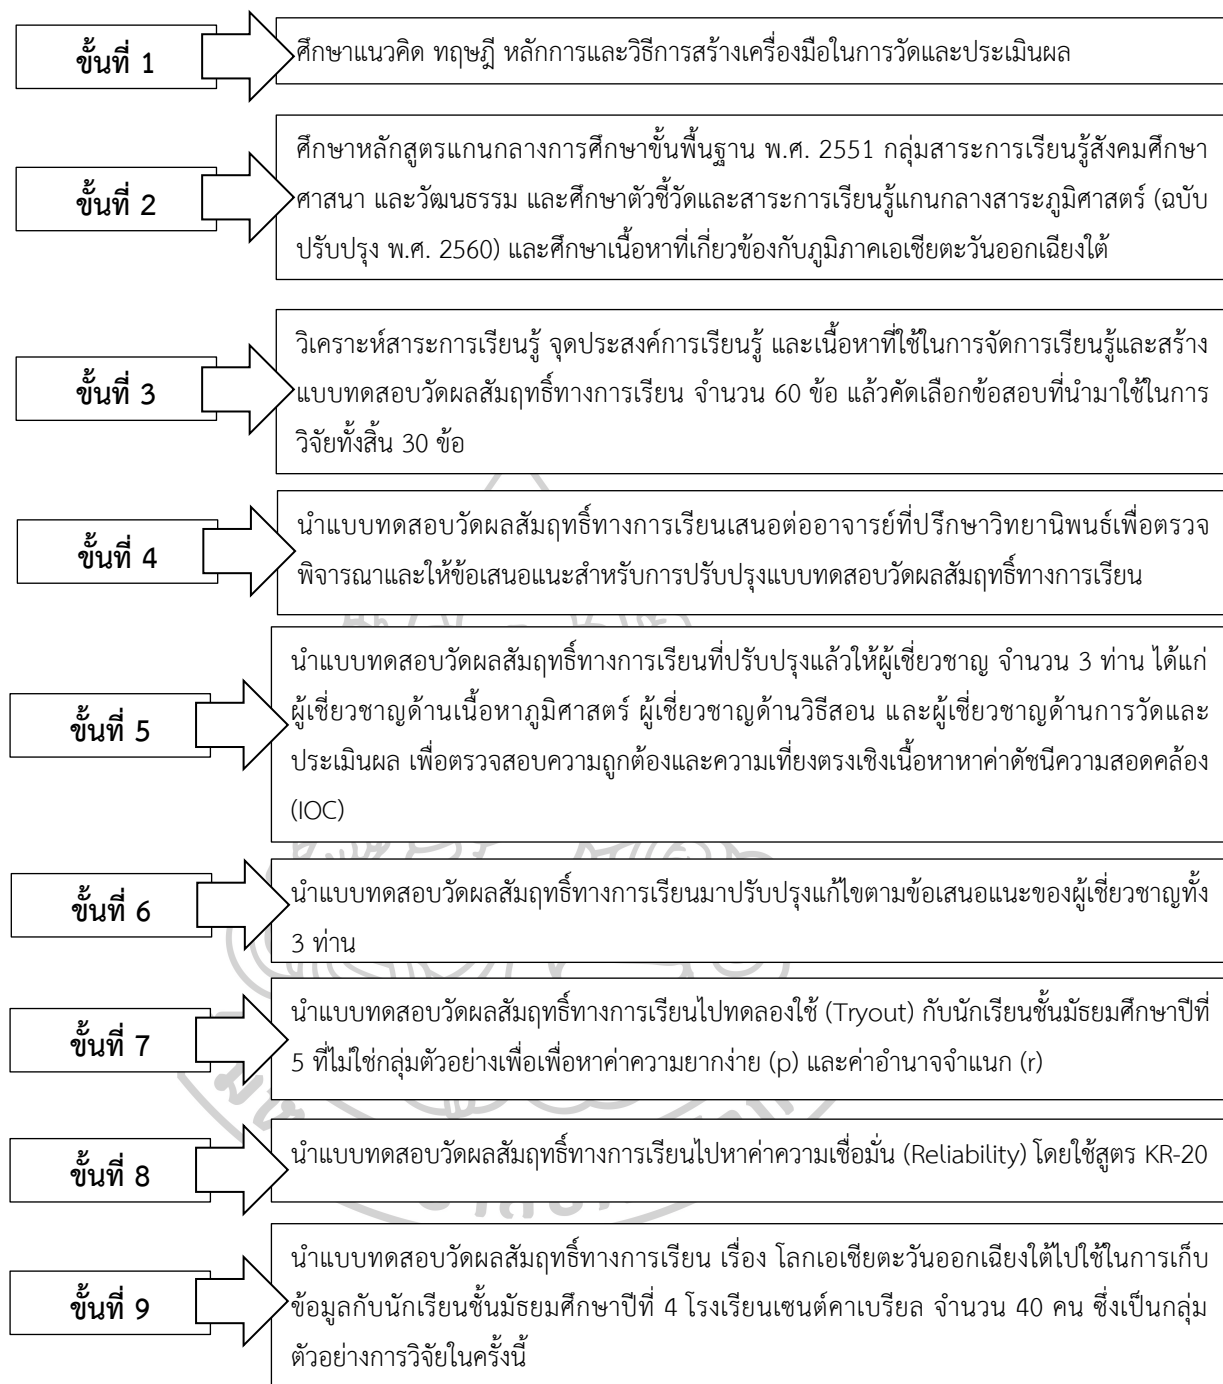 ขั้นที่ 1
ศึกษาแนวคิด ทฤษฎี หลักการและวิธีการสร้างเครื่องมือในการวัดและประเมินผล
ขั้นที่ 2
ศึกษาหลักสูตรแกนกลางการศึกษาขั้นพื้นฐาน พ.ศ. 2551 กลุ่มสาระการเรียนรู้สังคมศึกษา
ศาสนา และวัฒนธรรม และศึกษาตัวชี้วัดและสาระการเรียนรู้แกนกลางสาระภูมิศาสตร์ (ฉบับ
ปรับปรุง พ.ศ. 2560) และศึกษาเนื้อหาที่เกี่ยวข้องกับภูมิภาคเอเชียตะวันออกเฉียงใต้
ขั้นที่ 3
วิเคราะห์สาระการเรียนรู้ จุดประสงค์การเรียนรู้ และเนื้อหาที่ใช้ในการจัดการเรียนรู้และสร้าง
แบบทดสอบวัดผลสัมฤทธิ์ทางการเรียน จำนวน 60 ข้อ แล้วคัดเลือกข้อสอบที่นำมาใช้ในการ
วิจัยทั้งสิ้น 30 ข้อ
ขั้นที่ 4
นำแบบทดสอบวัดผลสัมฤทธิ์ทางการเรียนเสนอต่ออาจารย์ที่ปรึกษาวิทยานิพนธ์เพื่อตรวจ
พิจารณาและให้ข้อเสนอแนะสำหรับการปรับปรุงแบบทดสอบวัดผลสัมฤทธิ์ทางการเรียน
ขั้นที่ 5
นำแบบทดสอบวัดผลสัมฤทธิ์ทางการเรียนที่ปรับปรุงแล้วให้ผู้เชี่ยวชาญ จำนวน 3 ท่าน ได้แก่
ผู้เชี่ยวชาญด้านเนื้อหาภูมิศาสตร์ ผู้เชี่ยวชาญด้านวิธีสอน และผู้เชี่ยวชาญด้านการวัดและ
ประเมินผล เพื่อตรวจสอบความถูกต้องและความเที่ยงตรงเชิงเนื้อหาหาค่าดัชนีความสอดคล้อง
(IOC)
ขั้นที่ 6
นำแบบทดสอบวัดผลสัมฤทธิ์ทางการเรียนมาปรับปรุงแก้ไขตามข้อเสนอแนะของผู้เชี่ยวชาญทั้ง
3 ท่าน
ขั้นที่ 7
นำแบบทดสอบวัดผลสัมฤทธิ์ทางการเรียนไปทดลองใช้ (Tryout) กับนักเรียนชั้นมัธยมศึกษาปีที่
5 ที่ไม่ใช่กลุ่มตัวอย่างเพื่อเพื่อหาค่าความยากง่าย (p) และค่าอำนาจจำแนก (r)
ขั้นที่ 8
นำแบบทดสอบวัดผลสัมฤทธิ์ทางการเรียนไปหาค่าความเชื่อมั่น (Reliability) โดยใช้สูตร KR-20
ขั้นที่ 9
นำแบบทดสอบวัดผลสัมฤทธิ์ทางการเรียน เรื่อง โลกเอเชียตะวันออกเฉียงใต้ไปใช้ในการเก็บ
ข้อมูลกับนักเรียนชั้นมัธยมศึกษาปีที่ 4 โรงเรียนเซนต์คาเบรียล จำนวน 40 คน ซึ่งเป็นกลุ่ม
ตัวอย่างการวิจัยในครั้งนี้